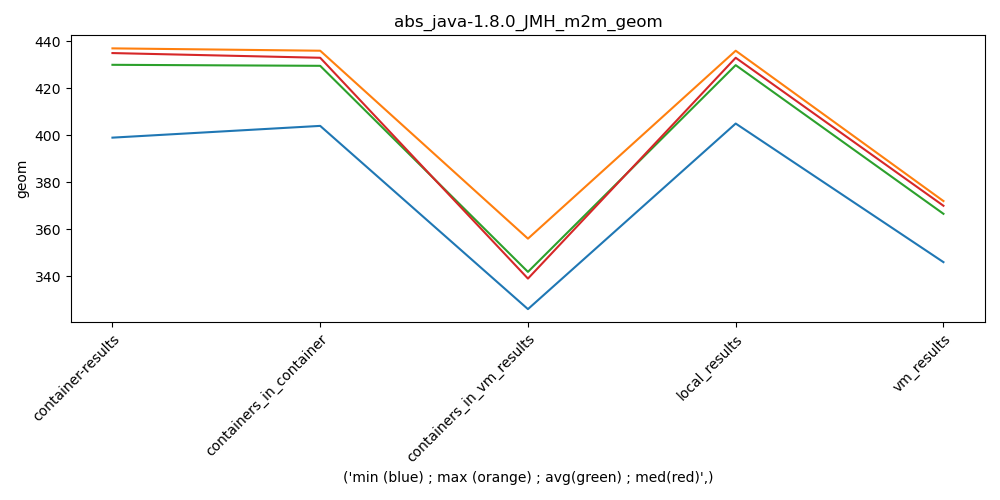 abs_java-1.8.0_JMH_m2m_geom
440
420
400
380
360
340
geom
container-results
containers_in_container
containers_in_vm_results
local_results
vm_results
('min (blue) ; max (orange) ; avg(green) ; med(red)',)